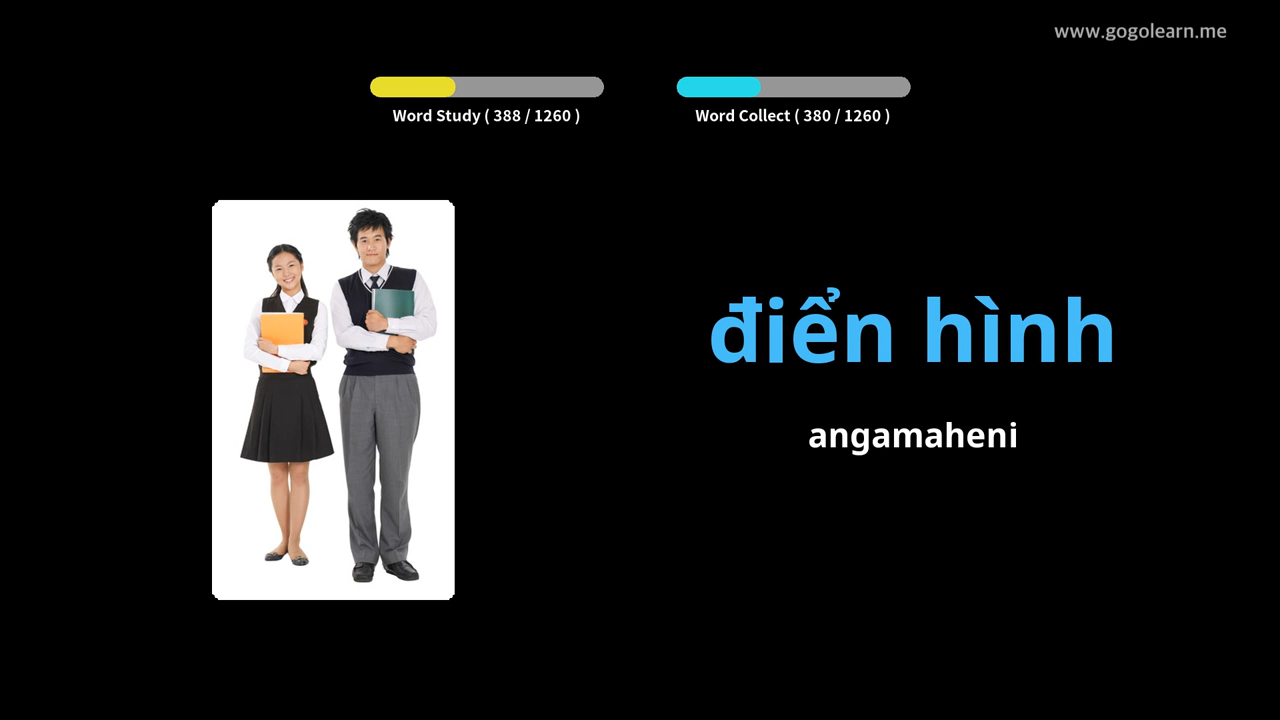 www.gogolearn.me
Word Study ( 388 / 1260 )
Word Collect ( 380 / 1260 )
điển hình
angamaheni